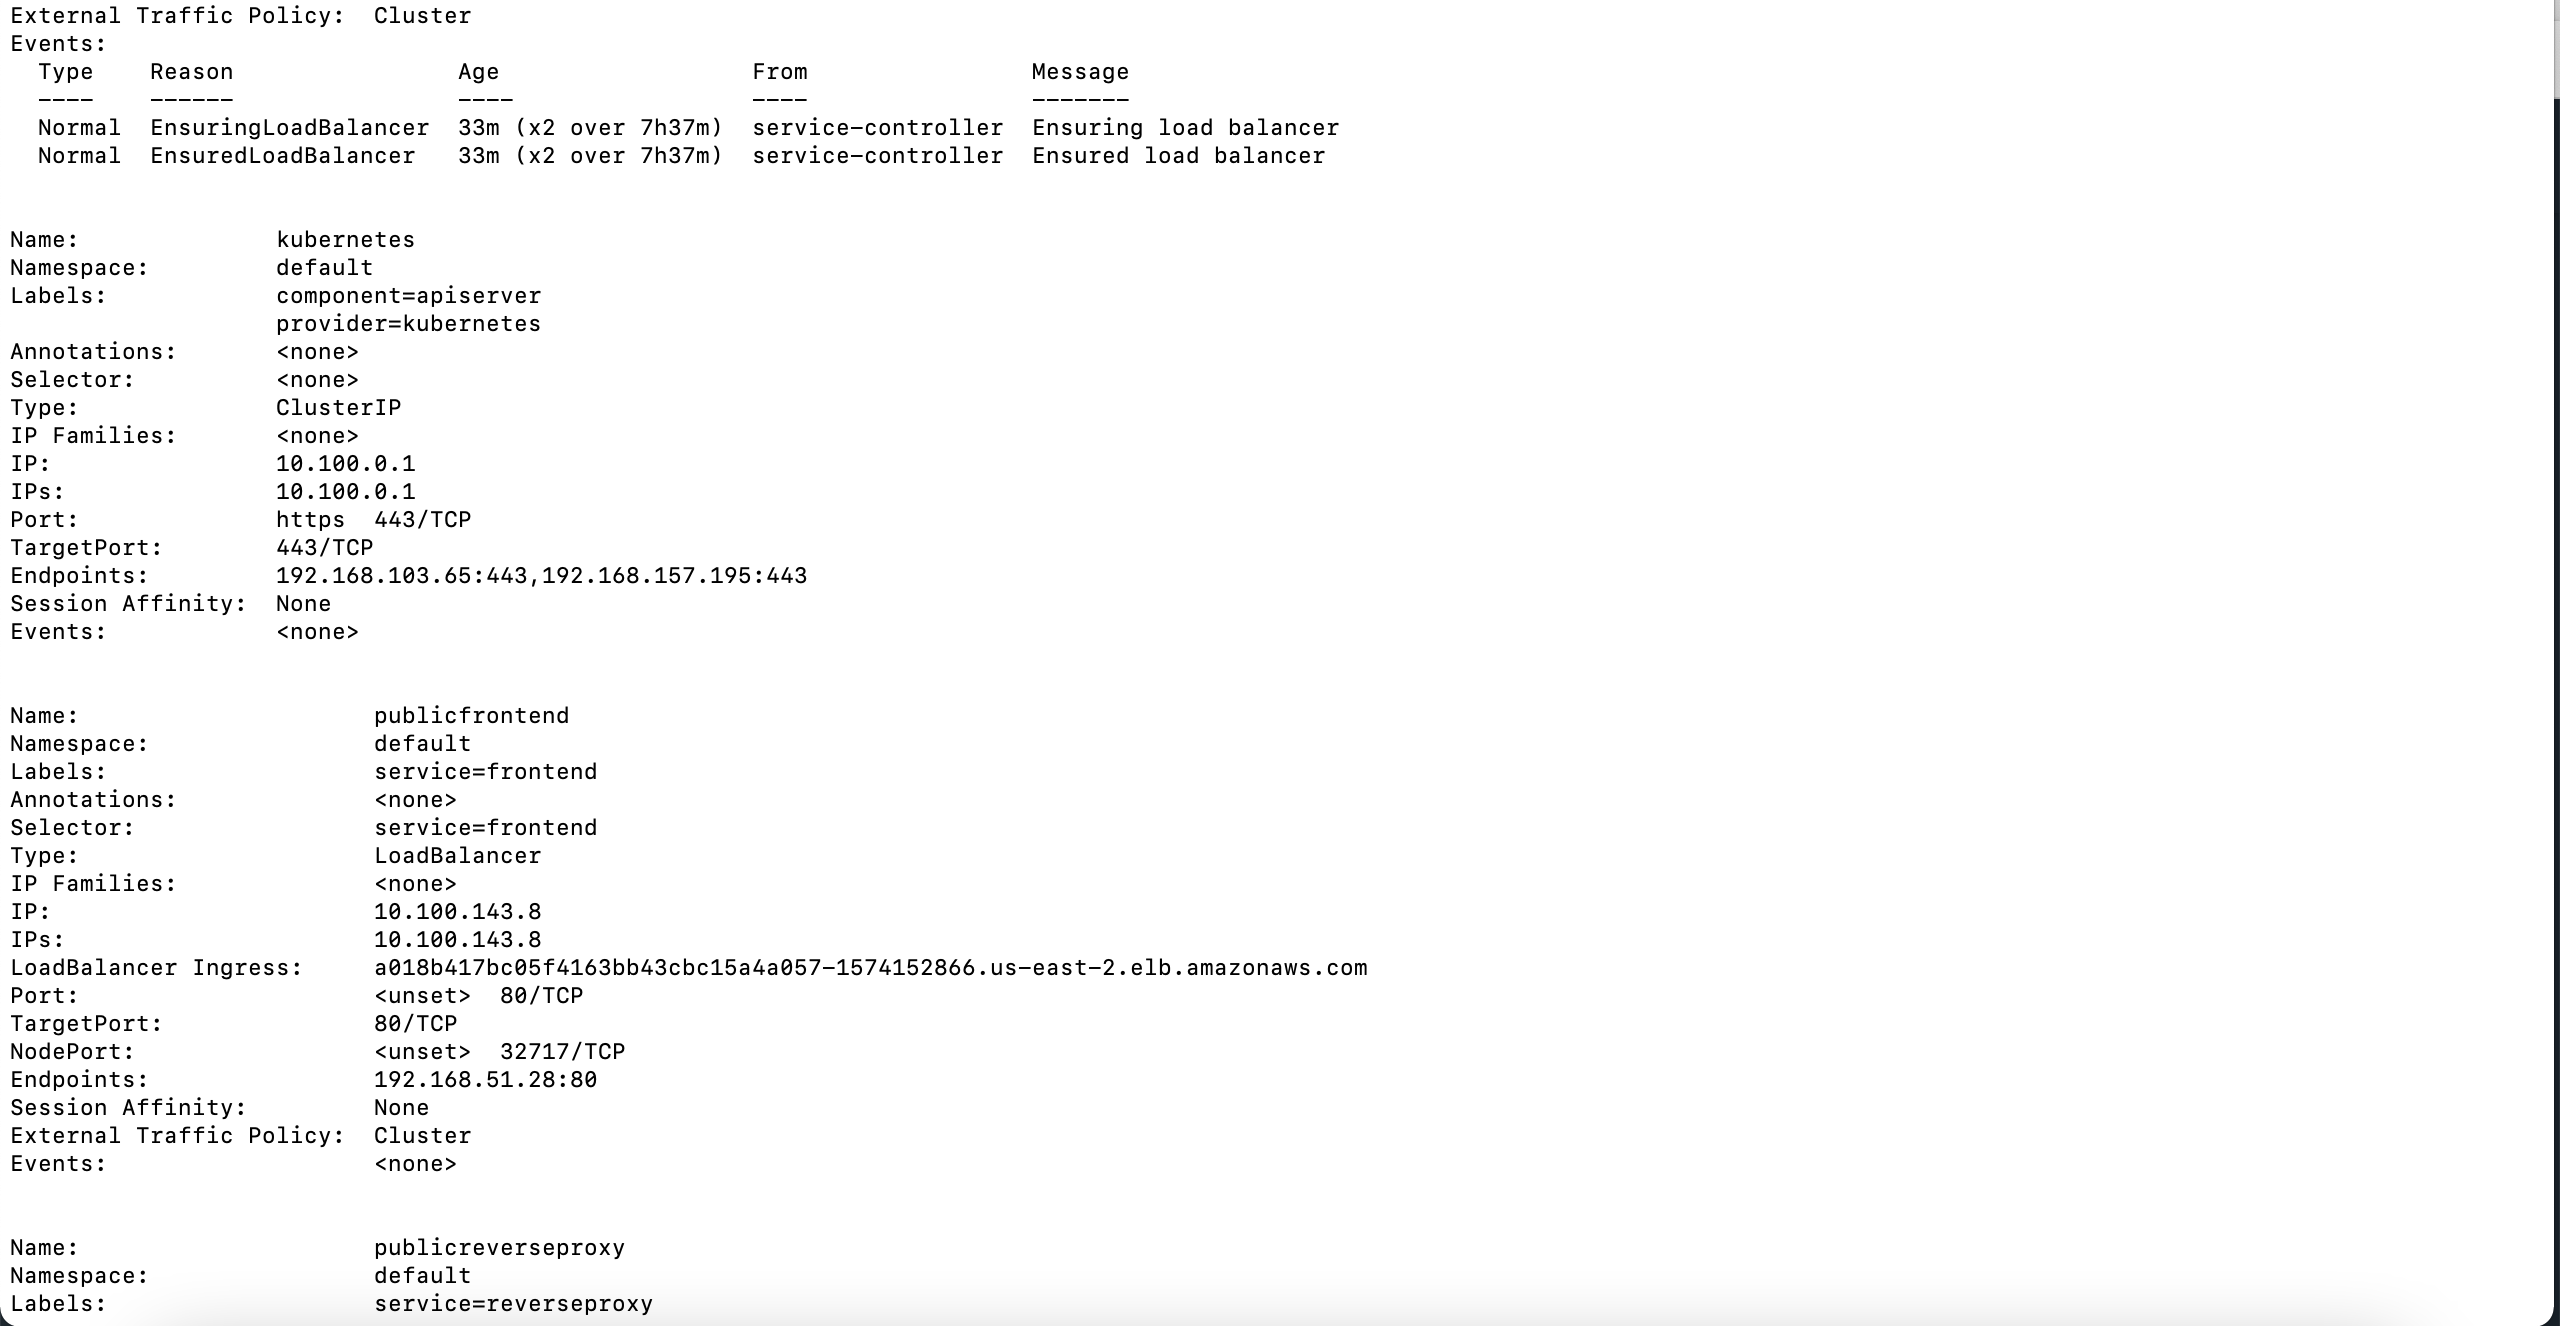 External Traffic Policy:  Cluster
Events:
  Type    Reason                Age                  From                Message
  ----    ------                ----                 ----                -------
  Normal  EnsuringLoadBalancer  33m (x2 over 7h37m)  service-controller  Ensuring load balancer
  Normal  EnsuredLoadBalancer   33m (x2 over 7h37m)  service-controller  Ensured load balancer
Name:              kubernetes
Namespace:         default
Labels:            component=apiserver
                   provider=kubernetes
Annotations:       <none>
Selector:          <none>
Type:              ClusterIP
IP Families:       <none>
IP:                10.100.0.1
IPs:               10.100.0.1
Port:              https  443/TCP
TargetPort:        443/TCP
Endpoints:         192.168.103.65:443,192.168.157.195:443
Session Affinity:  None
Events:            <none>
Name:                     publicfrontend
Namespace:                default
Labels:                   service=frontend
Annotations:              <none>
Selector:                 service=frontend
Type:                     LoadBalancer
IP Families:              <none>
IP:                       10.100.143.8
IPs:                      10.100.143.8
LoadBalancer Ingress:     a018b417bc05f4163bb43cbc15a4a057-1574152866.us-east-2.elb.amazonaws.com
Port:                     <unset>  80/TCP
TargetPort:               80/TCP
NodePort:                 <unset>  32717/TCP
Endpoints:                192.168.51.28:80
Session Affinity:         None
External Traffic Policy:  Cluster
Events:                   <none>
Name:                     publicreverseproxy
Namespace:                default
Labels:                   service=reverseproxy